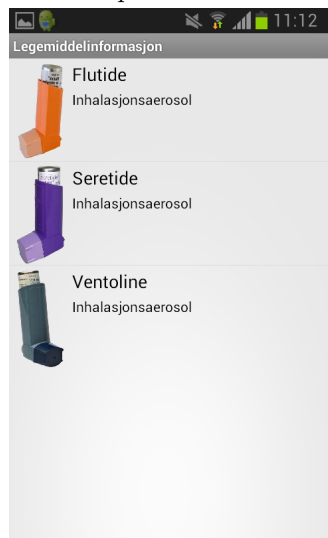 11:12
Legemiddelinformasjon
Flutide
Inhalasjonsaerosol
Seretide
Inhalasjonsaerosol
Ventoline
Inhalasjonsaerosol